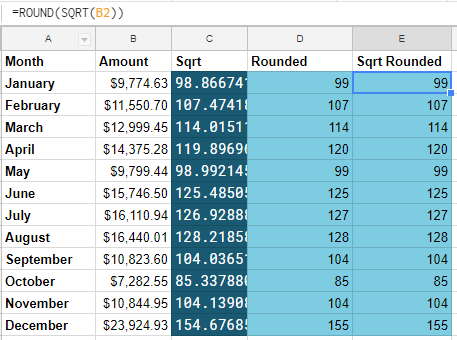 =ROUND(SQRT(B2))
A B C D E
Month Amount Sqrt Rounded Sqrt Rounded
January $9,774.63 98.866741 99 99
February $11,550.70 107.47418 107 107
March $12,999.45 114.01511 114 114
April $14,375.28 119.89696 120 120
May $9,799.44 98.992145 99 99
June $15,746.50 125.48505 125 125
July $16,110.94 126.92888 127 127
August $16,440.01 128.21858 128 128
September $10,823.60 104.03651 104 104
October $7,282.55 85.337880 85 85
November $10,844.95 104.13908 104 104
December $23,924.93 154.67685 155 155